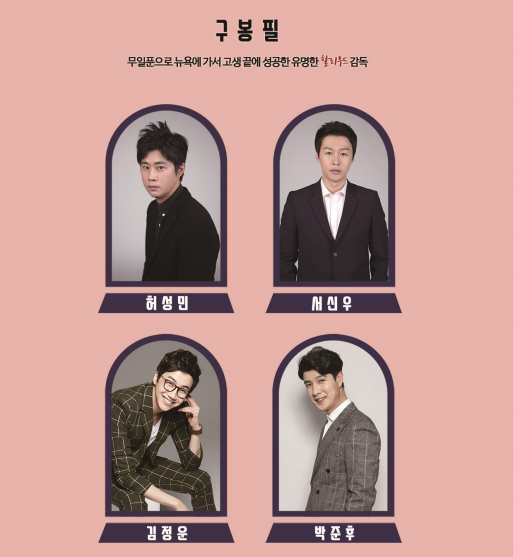 구봉필
무일푼으로 뉴욕에 가서 고생 끝에 성공한 유명한 할리우드 감독
허성민
서신우
김정운
박준후